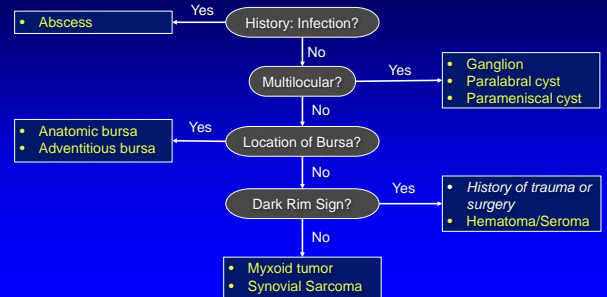 Yes
• Abscess
History: Infection?
No
Multilocular?
Yes
• Ganglion
• Paralabral cyst
• Parameniscal cyst
No
Yes
• Anatomic bursa
• Adventitious bursa
Location of Bursa?
No
Dark Rim Sign?
Yes
• History of trauma or
surgery
• Hematoma/Seroma
No
• Myxoid tumor
• Synovial Sarcoma